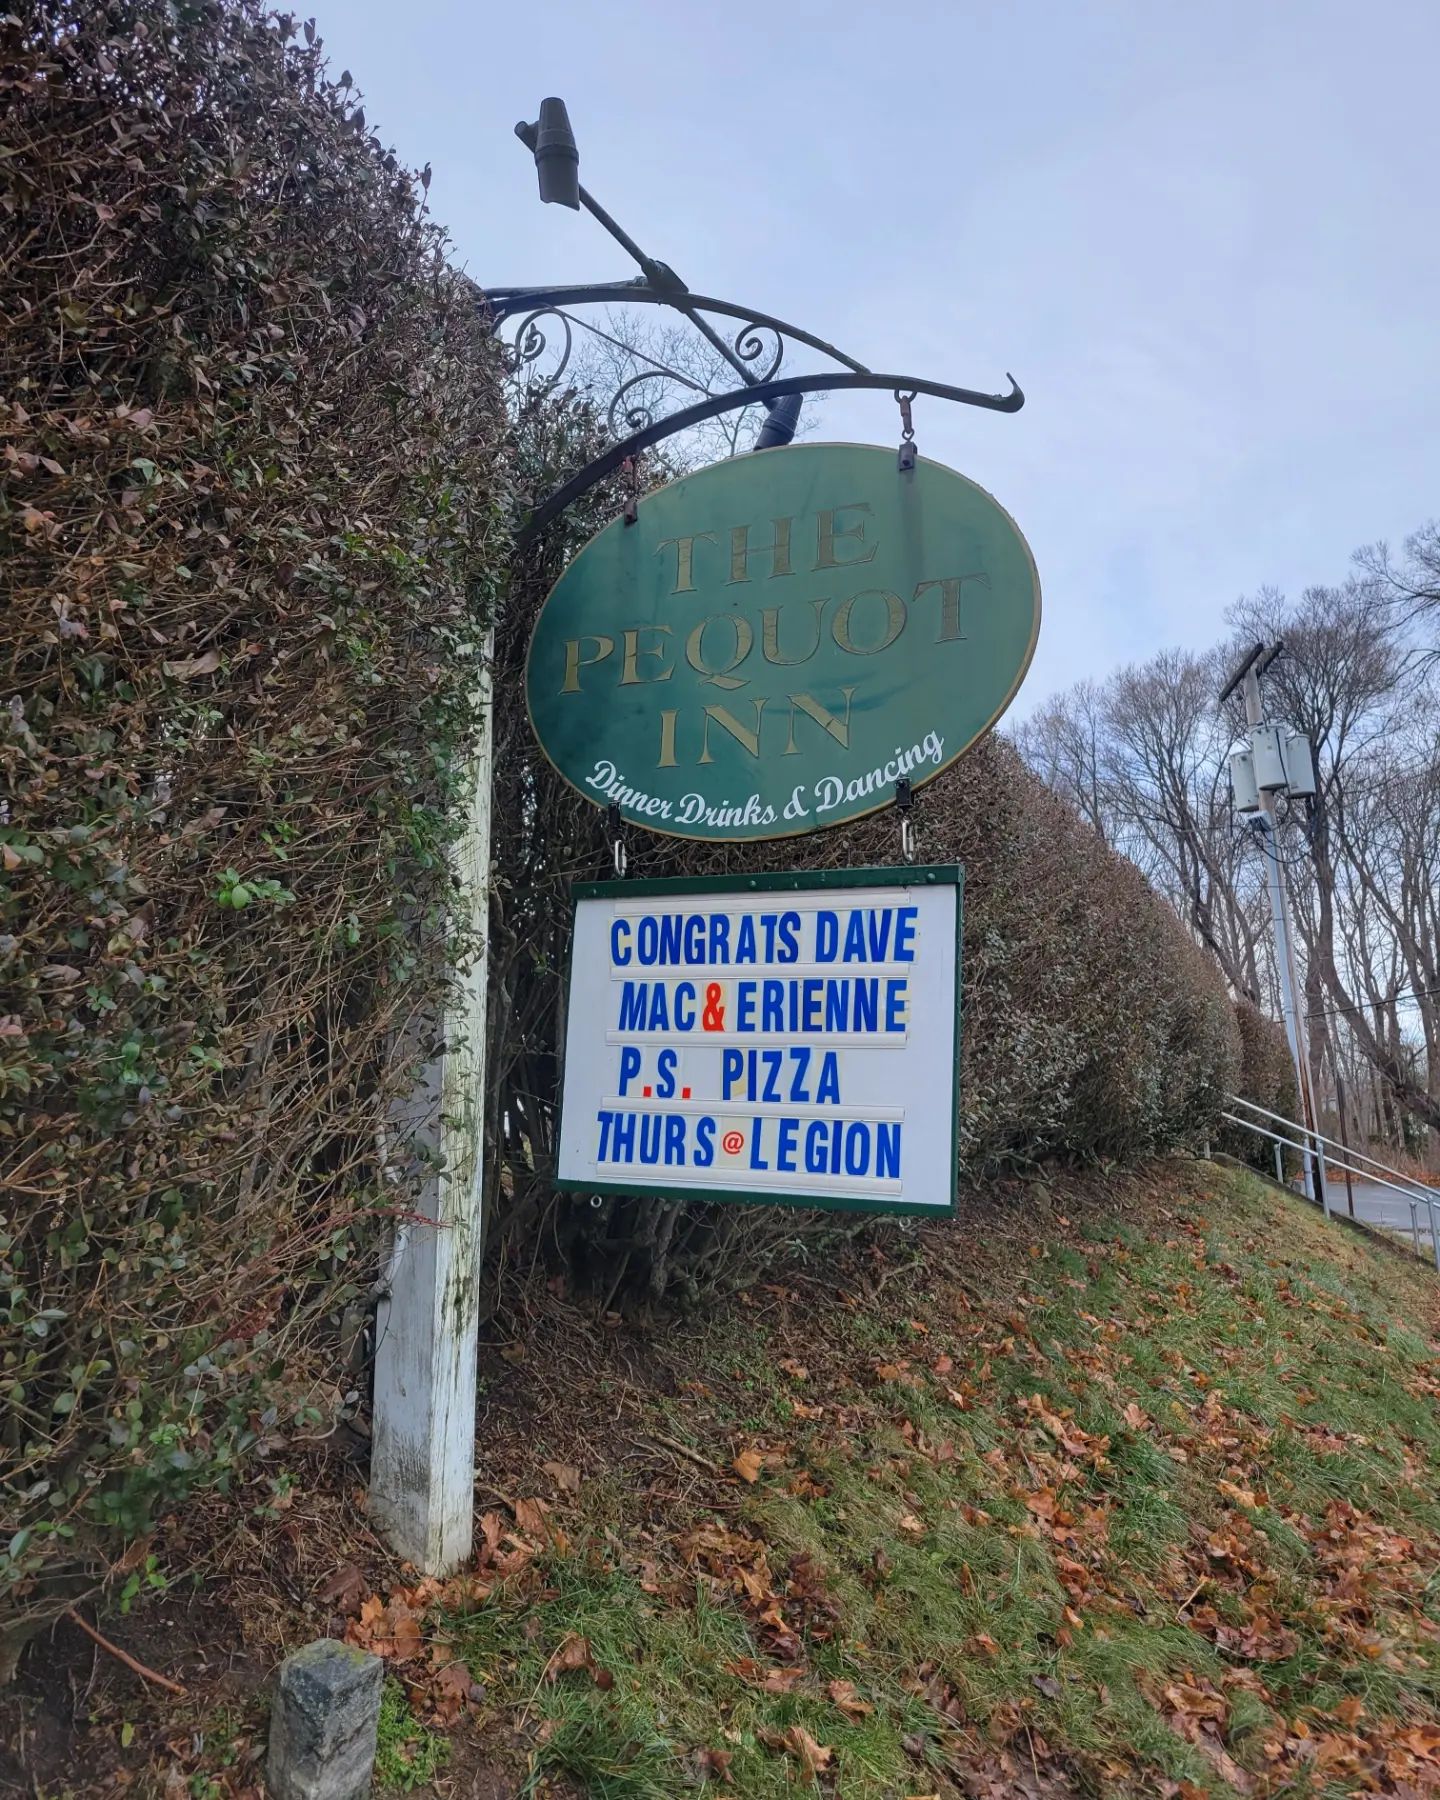 THE
PEQUOT
INN
Dinner Drinks & Dancing
CONGRATS DAVE
MAC & ERIENNE
P.S. PIZZA
THURS @ LEGION